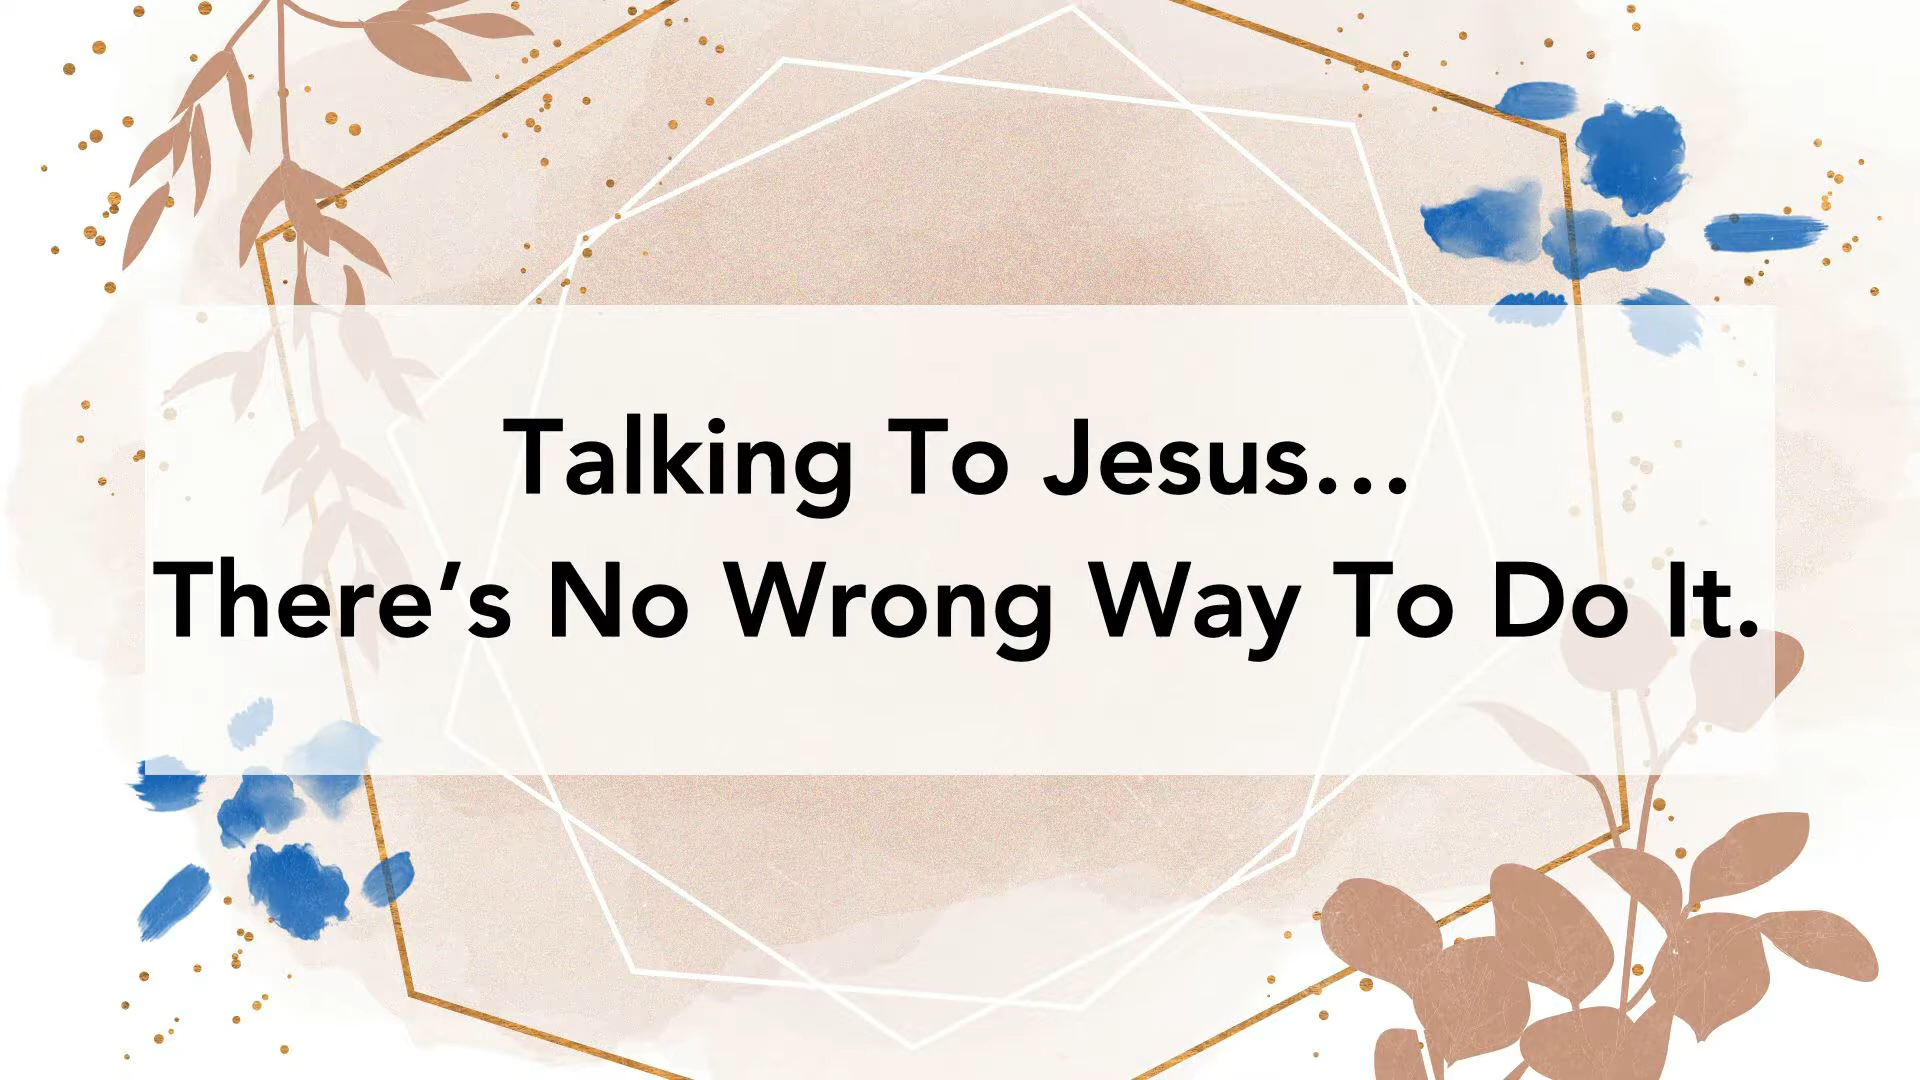 Talking To Jesus...
There’s No Wrong Way To Do It.